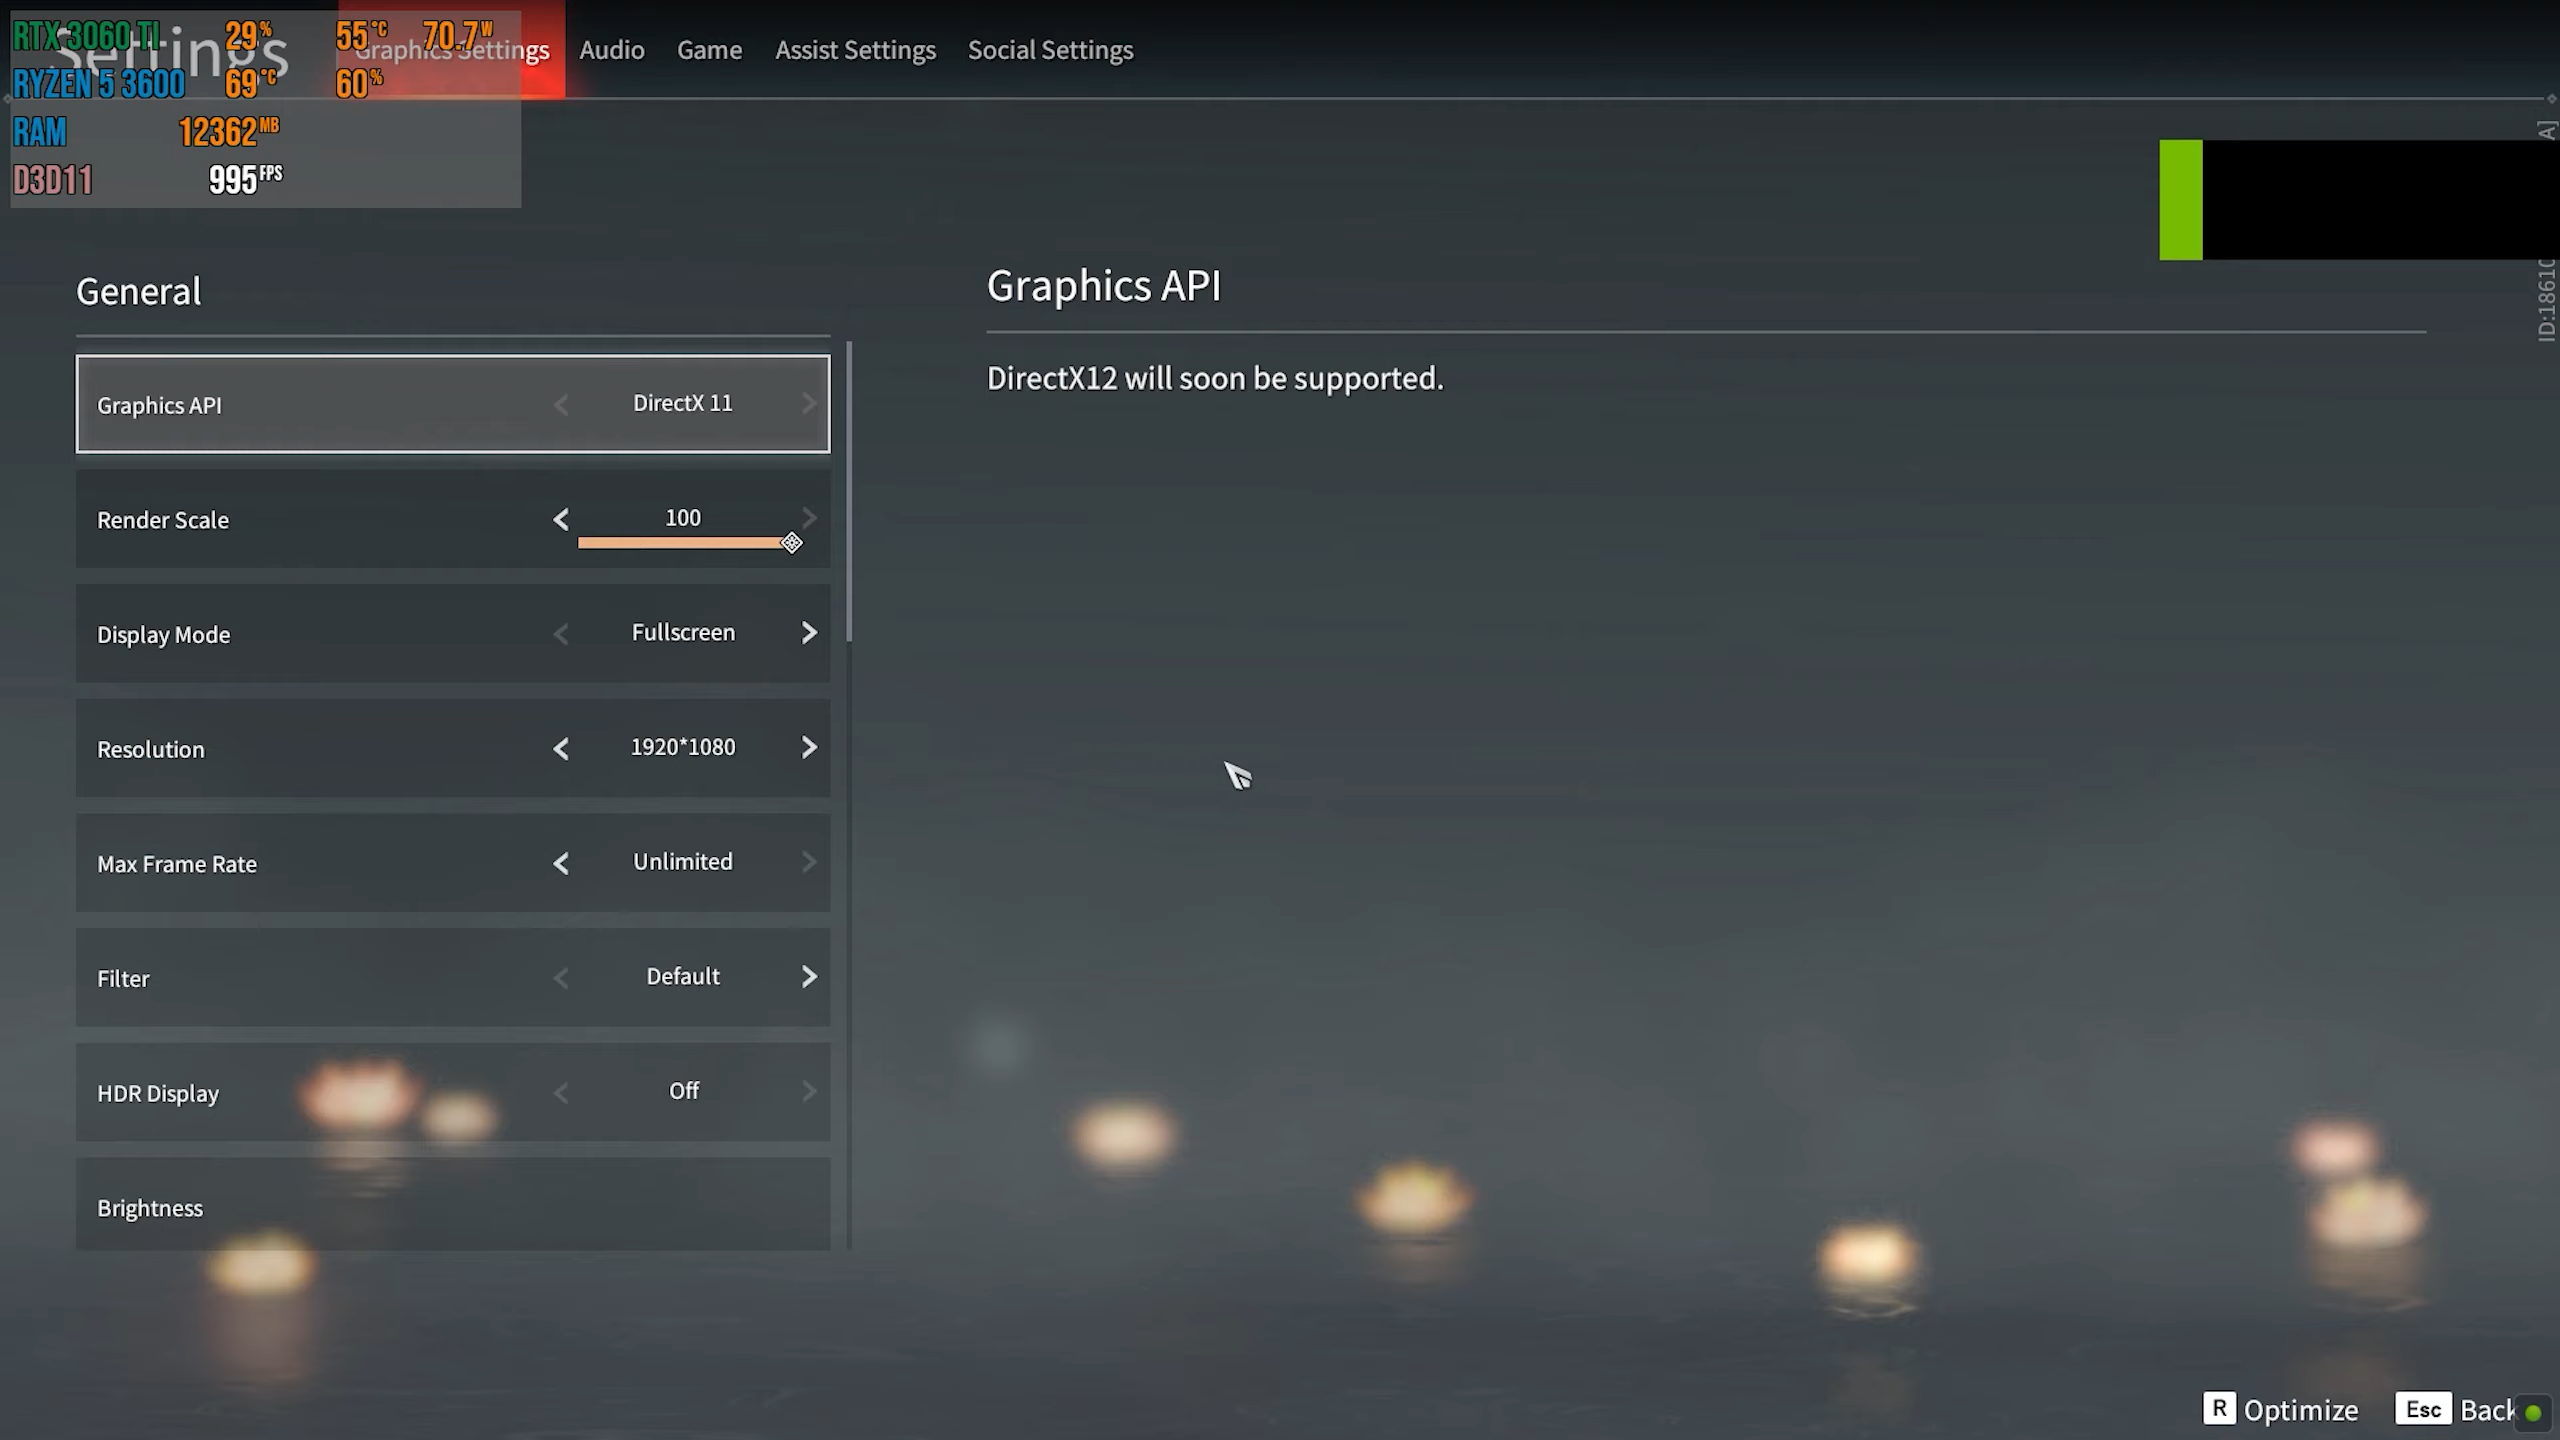 Settings
Graphics Settings
Audio
Game
Assist Settings
Social Settings
RTX 3060 TI 29% 55°C 70.7W
RYZEN 5 3600 69°C 60%
RAM 12362MB
D3D11 995FPS
A]
ID:1861
General
Graphics API DirectX 11
Render Scale 100
Display Mode Fullscreen
Resolution 1920*1080
Max Frame Rate Unlimited
Filter Default
HDR Display Off
Brightness
Graphics API
DirectX12 will soon be supported.
R Optimize
Esc Back